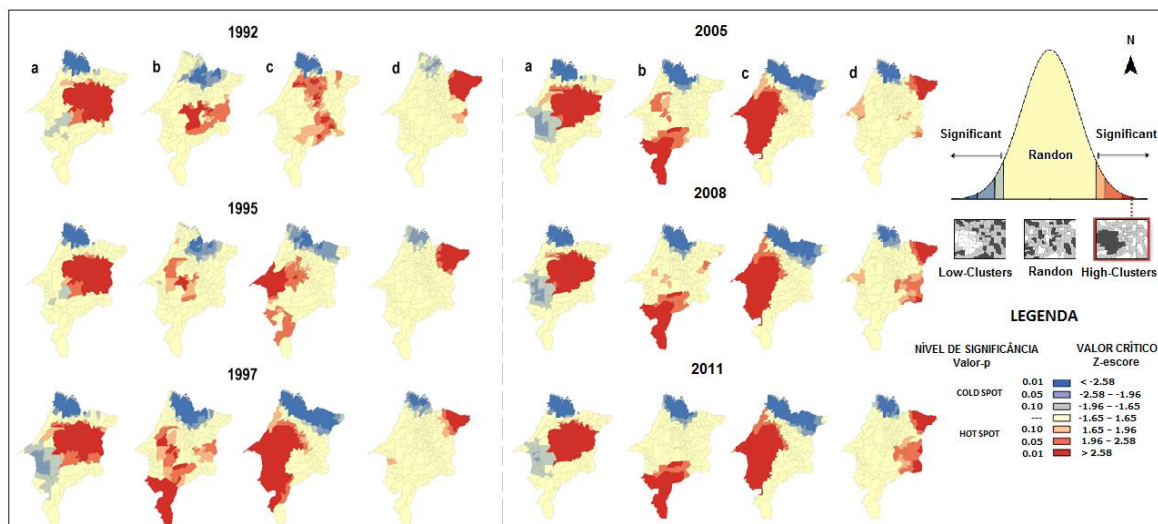 1992
a b c d
1995
1997
2005
a b c d
2008
2011
N
Significant
Significant
Randon
Low-Clusters
Randon
High-Clusters
LEGENDA
NÍVEL DE SIGNIFICÂNCIA
Valor-p
VALOR CRÍTICO
Z-escore
COLD SPOT
HOT SPOT
0.01 < -2.58
0.05 -2.58 – -1.96
0.10 -1.96 – -1.65
--- -1.65 – 1.65
0.10 1.65 – 1.96
0.05 1.96 – 2.58
0.01 > 2.58